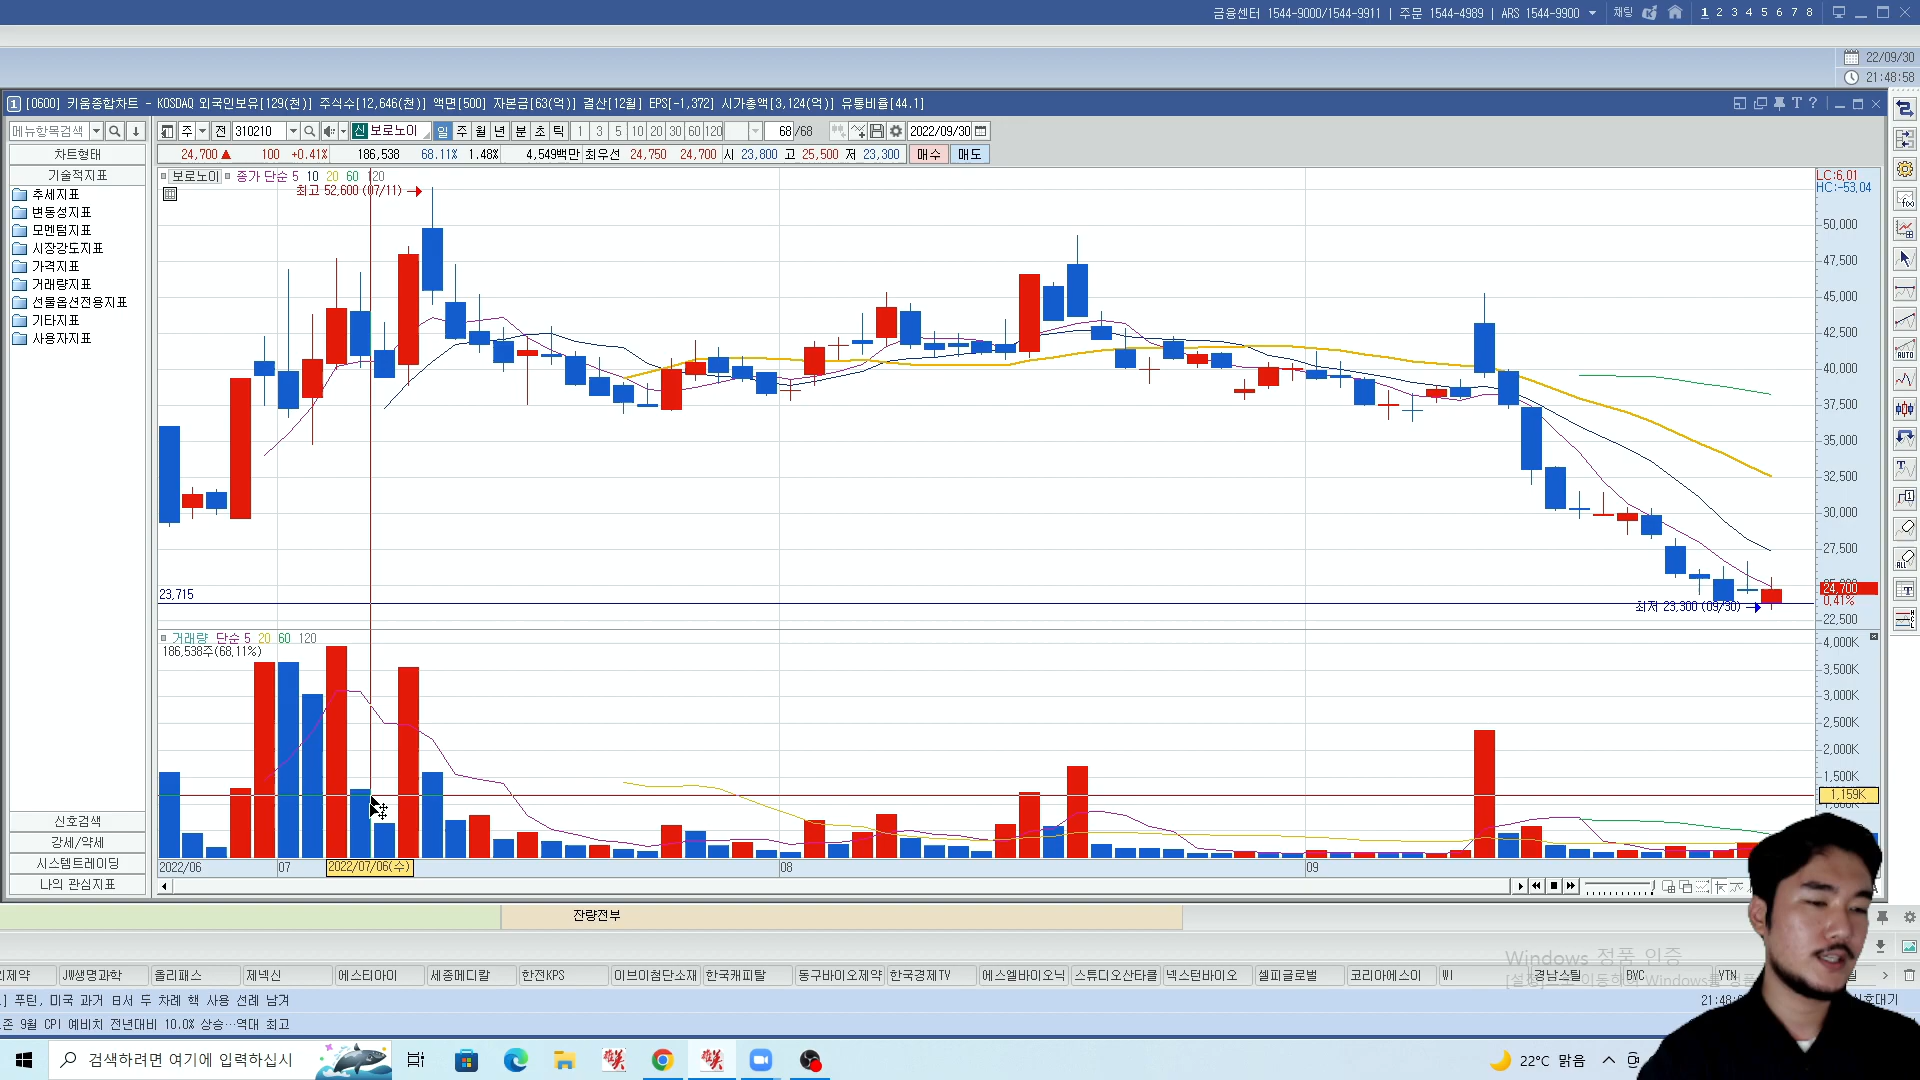 금융센터 1544-9000/1544-9911 | 주문 1544-4989 | ARS 1544-9900 채팅 1 2 3 4 5 6 7 8
22/09/30
21:48:58
1 [0600] 키움종합차트 - KOSDAQ 외국인보유[129(천)] 주식수[12,646(천)] 액면[500] 자본금[63(억)] 결산[12월] EPS[-1,372] 시가총액[3,124(억)] 유통비율[44.1]
메뉴항목검색 주 전 310210 신 보로노이 일 주 월 년 분 초 틱 1 3 5 10 20 30 60 120 68 /68 2022/09/30
24,700 ▲ 100 +0.41% 186,538 68.11% 1.48% 4,549백만 최우선 24,750 24,700 시 23,800 고 25,500 저 23,300 매수 매도
차트형태
기술적지표
추세지표
변동성지표
모멘텀지표
시장강도지표
가격지표
거래량지표
선물옵션전용지표
기타지표
사용자지표
신호검색
강세/약세
시스템트레이딩
나의 관심지표
보로노이 종가 단순 5 10 20 60 120
최고 52,600 (07/11) →
LC:6,01
HC:-53,04
50,000
47,500
45,000
42,500
40,000
37,500
35,000
32,500
30,000
27,500
24,700
0.41%
22,500
23,715
최저 23,300 (09/30) →
거래량 단순 5 20 60 120
186,538주(68.11%)
4,000K
3,500K
3,000K
2,500K
2,000K
1,500K
1,159K
2022/06 07 2022/07/06(수) 08 09
잔량전부
JW생명과학 올리패스 제넥신 에스티아이 세종메디칼 한전KPS 이브이첨단소재 한국캐피탈 동구바이오제약 한국경제TV 에스엘바이오닉 스튜디오산타클 넥스턴바이오 셀피글로벌 코리아에스이 WI 경남스틸 BYC YTN
Windows 정품 인증
푸틴, 미국 과거 日서 두 차례 핵 사용 선례 남겨
존 9월 CPI 예비치 전년대비 10.0% 상승…역대 최고
검색하려면 여기에 입력하십시
22°C 맑음